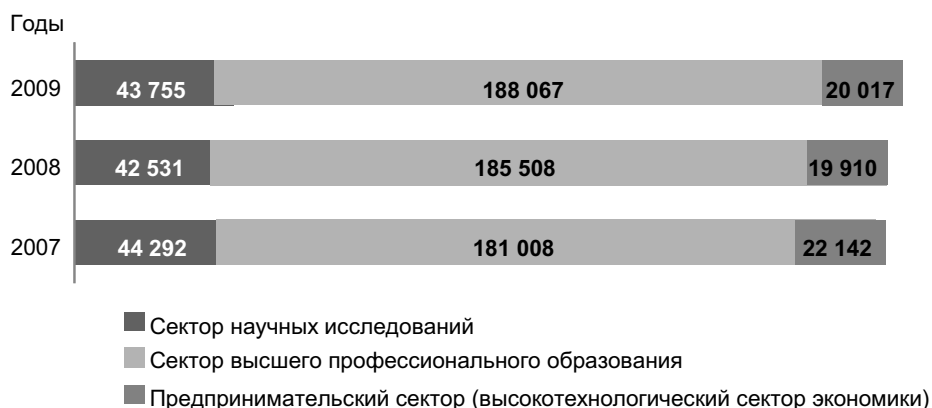 Годы
2009 43 755 188 067 20 017
2008 42 531 185 508 19 910
2007 44 292 181 008 22 142
Сектор научных исследований
Сектор высшего профессионального образования
Предпринимательский сектор (высокотехнологический сектор экономики)